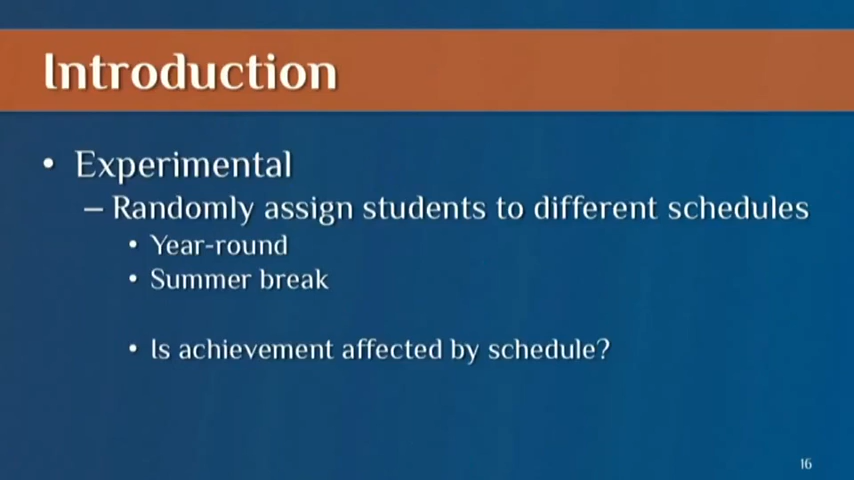 Introduction
• Experimental
– Randomly assign students to different schedules
• Year-round
• Summer break
• Is achievement affected by schedule?
16